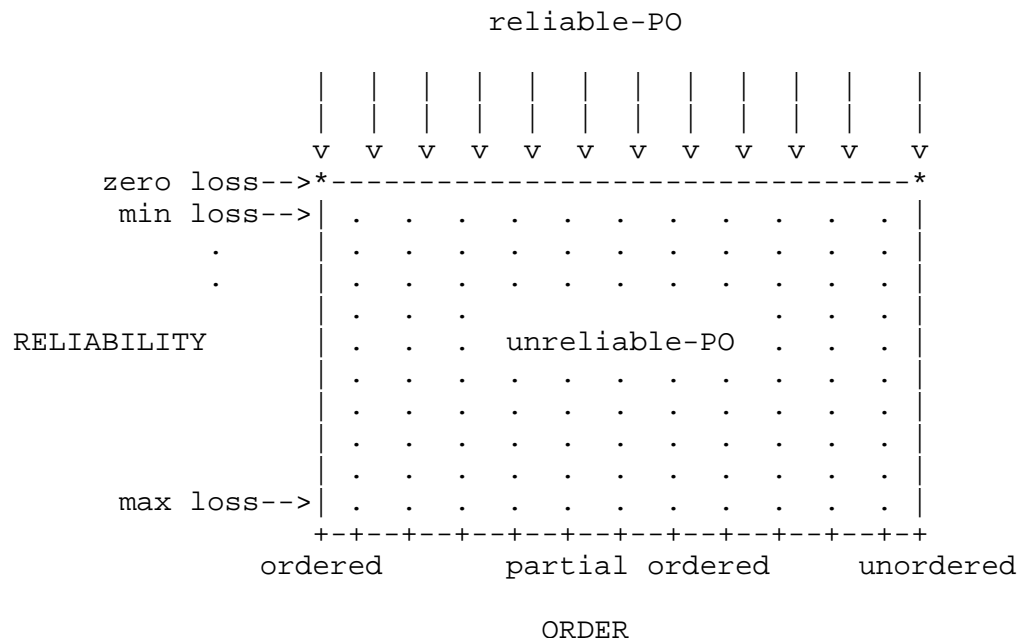 reliable-PO
|  |  |  |  |  |  |  |  |  |  |   |
|  |  |  |  |  |  |  |  |  |  |   |
v  v  v  v  v  v  v  v  v  v  v   v
zero loss-->*---------------------------------*
min loss-->| .  .  .  .  .  .  .  .  .  .  . |
.     | .  .  .  .  .  .  .  .  .  .  . |
.     | .  .  .  .  .  .  .  .  .  .  . |
| .  .  .                 .  .  . |
RELIABILITY      | .  .  .  unreliable-PO  .  .  . |
| .  .  .  .  .  .  .  .  .  .  . |
| .  .  .  .  .  .  .  .  .  .  . |
| .  .  .  .  .  .  .  .  .  .  . |
| .  .  .  .  .  .  .  .  .  .  . |
max loss-->| .  .  .  .  .  .  .  .  .  .  . |
+-+--+--+--+--+--+--+--+--+--+--+-+
ordered       partial ordered     unordered
ORDER